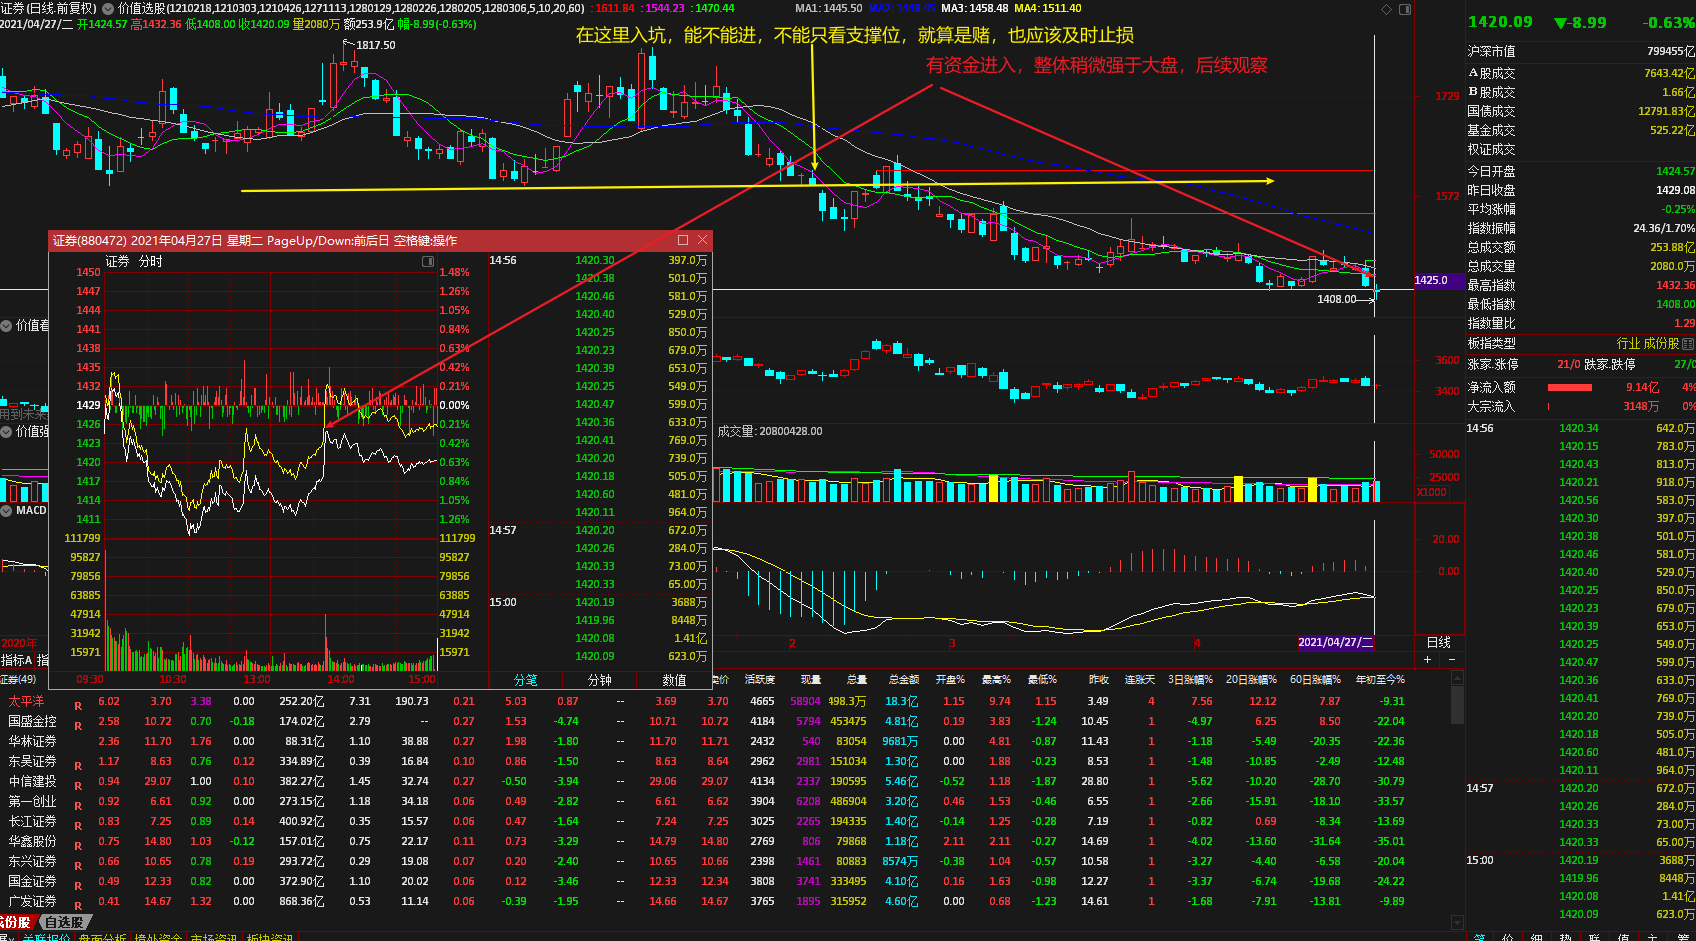 证券(日线.前复权) 价值选股(1210218,1210303,1210426,1271113,1280129,1280226,1280205,1280306,5,10,20,60) :1611.84 :1544.23 :1470.44 MA1:1445.50 MA3: 1458.48 MA4: 1511.40
2021/04/27/二 开1424.57 高1432.36 低1408.00 收1420.09 量2080万 额253.9亿 幅-8.99(-0.63%)
在这里入坑，能不能进，不能只看支撑位，就算是赌，也应该及时止损
有资金进入，整体稍微强于大盘，后续观察
1817.50
1729
1572
1425.0
1408.00
3600
3400
成交量: 20800428.00
50000
25000
X1000
20.00
0.00
2
3
4
2021/04/27/二
日线
+ −
价值看
用到未来
价值强
MACD
2020年
指标A 指
证券(880472) 2021年04月27日 星期二 PageUp/Down:前后日 空格键:操作
证券 分时
1450 1.48%
1447 1.26%
1444 1.05%
1441 0.84%
1438 0.63%
1435 0.42%
1432 0.21%
1429 0.00%
1426 0.21%
1423 0.42%
1420 0.63%
1417 0.84%
1414 1.05%
1411 1.26%
111799 111799
95827 95827
79856 79856
63885 63885
47914 47914
31942 31942
15971 15971
09:30 10:30 13:00 14:00 15:00
14:56 1420.30 397.0万
1420.38 501.0万
1420.46 581.0万
1420.40 529.0万
1420.25 850.0万
1420.23 679.0万
1420.39 653.0万
1420.25 549.0万
1420.47 599.0万
1420.36 633.0万
1420.41 769.0万
1420.20 739.0万
1420.18 505.0万
1420.60 481.0万
1420.11 964.0万
14:57 1420.20 672.0万
1420.26 284.0万
1420.33 73.00万
1420.33 65.00万
15:00 1420.19 3688万
1419.96 8448万
1420.08 1.41亿
1420.09 623.0万
分笔 分钟 数值
证券(49) 卖价 活跃度 现量 总量 总金额 开盘% 最高% 最低% 昨收 连涨天 3日涨幅% 20日涨幅% 60日涨幅% 年初至今%
太平洋 R 6.02 3.70 3.38 0.00 252.20亿 7.31 190.73 0.21 5.03 0.87 -- 3.69 3.70 4665 58904 498.3万 18.3亿 1.15 9.74 1.15 3.49 4 7.56 12.12 7.87 -9.31
国盛金控 R 2.58 10.72 0.70 -0.18 174.02亿 2.79 -- 0.27 1.53 -4.74 -- 10.71 10.72 4184 5794 453475 4.81亿 0.19 3.83 -1.24 10.45 1 -4.97 6.25 8.50 -22.04
华林证券 2.36 11.70 1.76 0.00 88.31亿 1.10 38.88 0.27 1.98 -1.80 -- 11.70 11.71 2432 540 83054 9681万 0.00 4.81 -0.87 11.43 1 -1.18 -5.49 -20.35 -22.36
东吴证券 R 1.17 8.63 0.76 0.12 334.89亿 0.39 16.84 0.10 0.86 -1.50 -- 8.63 8.64 2962 2981 151034 1.30亿 0.00 1.88 -0.23 8.53 1 -1.48 -10.85 -2.49 -12.48
中信建投 R 0.94 29.07 1.00 0.10 382.27亿 1.45 32.74 0.27 -0.50 -3.94 -- 29.06 29.07 4134 2337 190595 5.46亿 -0.52 1.18 -1.87 28.80 1 -5.62 -10.20 -28.70 -30.79
第一创业 R 0.92 6.61 0.92 0.00 273.15亿 1.18 34.18 0.06 0.49 -2.82 -- 6.61 6.62 3904 6208 486904 3.20亿 0.46 1.53 -0.46 6.55 1 -2.66 -15.91 -18.10 -33.57
长江证券 R 0.83 7.25 0.89 0.14 400.92亿 0.35 15.57 0.06 0.47 -1.64 -- 7.24 7.25 3025 2265 194335 1.40亿 -0.14 1.25 -0.28 7.19 1 -0.82 0.69 -8.34 -13.69
华鑫股份 R 0.75 14.80 1.03 -0.12 157.01亿 0.75 22.17 0.11 0.73 -3.29 -- 14.79 14.80 2769 806 79868 1.18亿 2.11 2.11 -0.27 14.69 1 -4.02 -13.60 -31.64 -35.01
东兴证券 R 0.66 10.65 0.78 0.19 293.72亿 0.29 19.08 0.07 0.20 -2.40 -- 10.65 10.66 2398 1461 80883 8574万 -0.38 1.04 -0.57 10.58 1 -3.27 -4.40 -6.58 -20.04
国金证券 R 0.49 12.33 0.82 0.00 372.90亿 1.10 20.02 0.06 0.12 -3.46 -- 12.33 12.34 3808 3741 333495 4.10亿 0.16 1.63 -0.98 12.27 1 -3.37 -6.74 -19.68 -24.22
广发证券 R 0.41 14.67 1.32 0.00 868.36亿 0.53 11.14 0.06 -0.39 -1.95 -- 14.66 14.67 3765 1895 315952 4.60亿 0.00 0.68 -1.23 14.61 1 -1.68 -7.91 -13.81 -9.89
成份股 自选股
关联报价 盘面分析 境外资金 市场资讯 板块资讯
1420.09 ▼-8.99 -0.63%
沪深市值 799455亿
A股成交 7643.42亿
B股成交 1.66亿
国债成交 12791.83亿
基金成交 525.22亿
权证成交
今日开盘 1424.57
昨日收盘 1429.08
平均涨幅 -0.25%
指数振幅 24.36/1.70%
总成交额 253.88亿
总成交量 2080.0万
最高指数 1432.36
最低指数 1408.00
指数量比 1.29
板指类型 行业 成份股
涨家.涨停 21/0 跌家.跌停 27/0
净流入额 9.14亿 4%
大宗流入 3148万 0%
14:56 1420.34 642.0万
1420.15 783.0万
1420.43 813.0万
1420.21 918.0万
1420.56 583.0万
1420.30 397.0万
1420.38 501.0万
1420.46 581.0万
1420.40 529.0万
1420.25 850.0万
1420.23 679.0万
1420.39 653.0万
1420.25 549.0万
1420.47 599.0万
1420.36 633.0万
1420.41 769.0万
1420.20 739.0万
1420.18 505.0万
1420.60 481.0万
1420.11 964.0万
14:57 1420.20 672.0万
1420.26 284.0万
1420.33 73.00万
1420.33 65.00万
15:00 1420.19 3688万
1419.96 8448万
1420.08 1.41亿
1420.09 623.0万
笔 价 细 势 联 值 主 筹